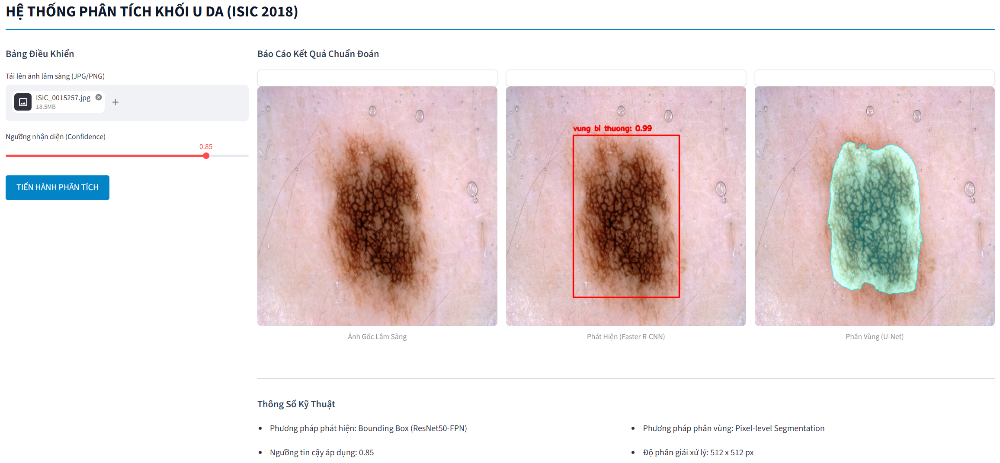 HỆ THỐNG PHÂN TÍCH KHỐI U DA (ISIC 2018)
Bảng Điều Khiển
Tải lên ảnh lâm sàng (JPG/PNG)
ISIC_0015257.jpg
18.5MB
Ngưỡng nhận diện (Confidence)
0.85
TIẾN HÀNH PHÂN TÍCH
Báo Cáo Kết Quả Chuẩn Đoán
vung bi thuong: 0.99
Ảnh Gốc Lâm Sàng
Phát Hiện (Faster R-CNN)
Phân Vùng (U-Net)
Thông Số Kỹ Thuật
Phương pháp phát hiện: Bounding Box (ResNet50-FPN)
Ngưỡng tin cậy áp dụng: 0.85
Phương pháp phân vùng: Pixel-level Segmentation
Độ phân giải xử lý: 512 x 512 px